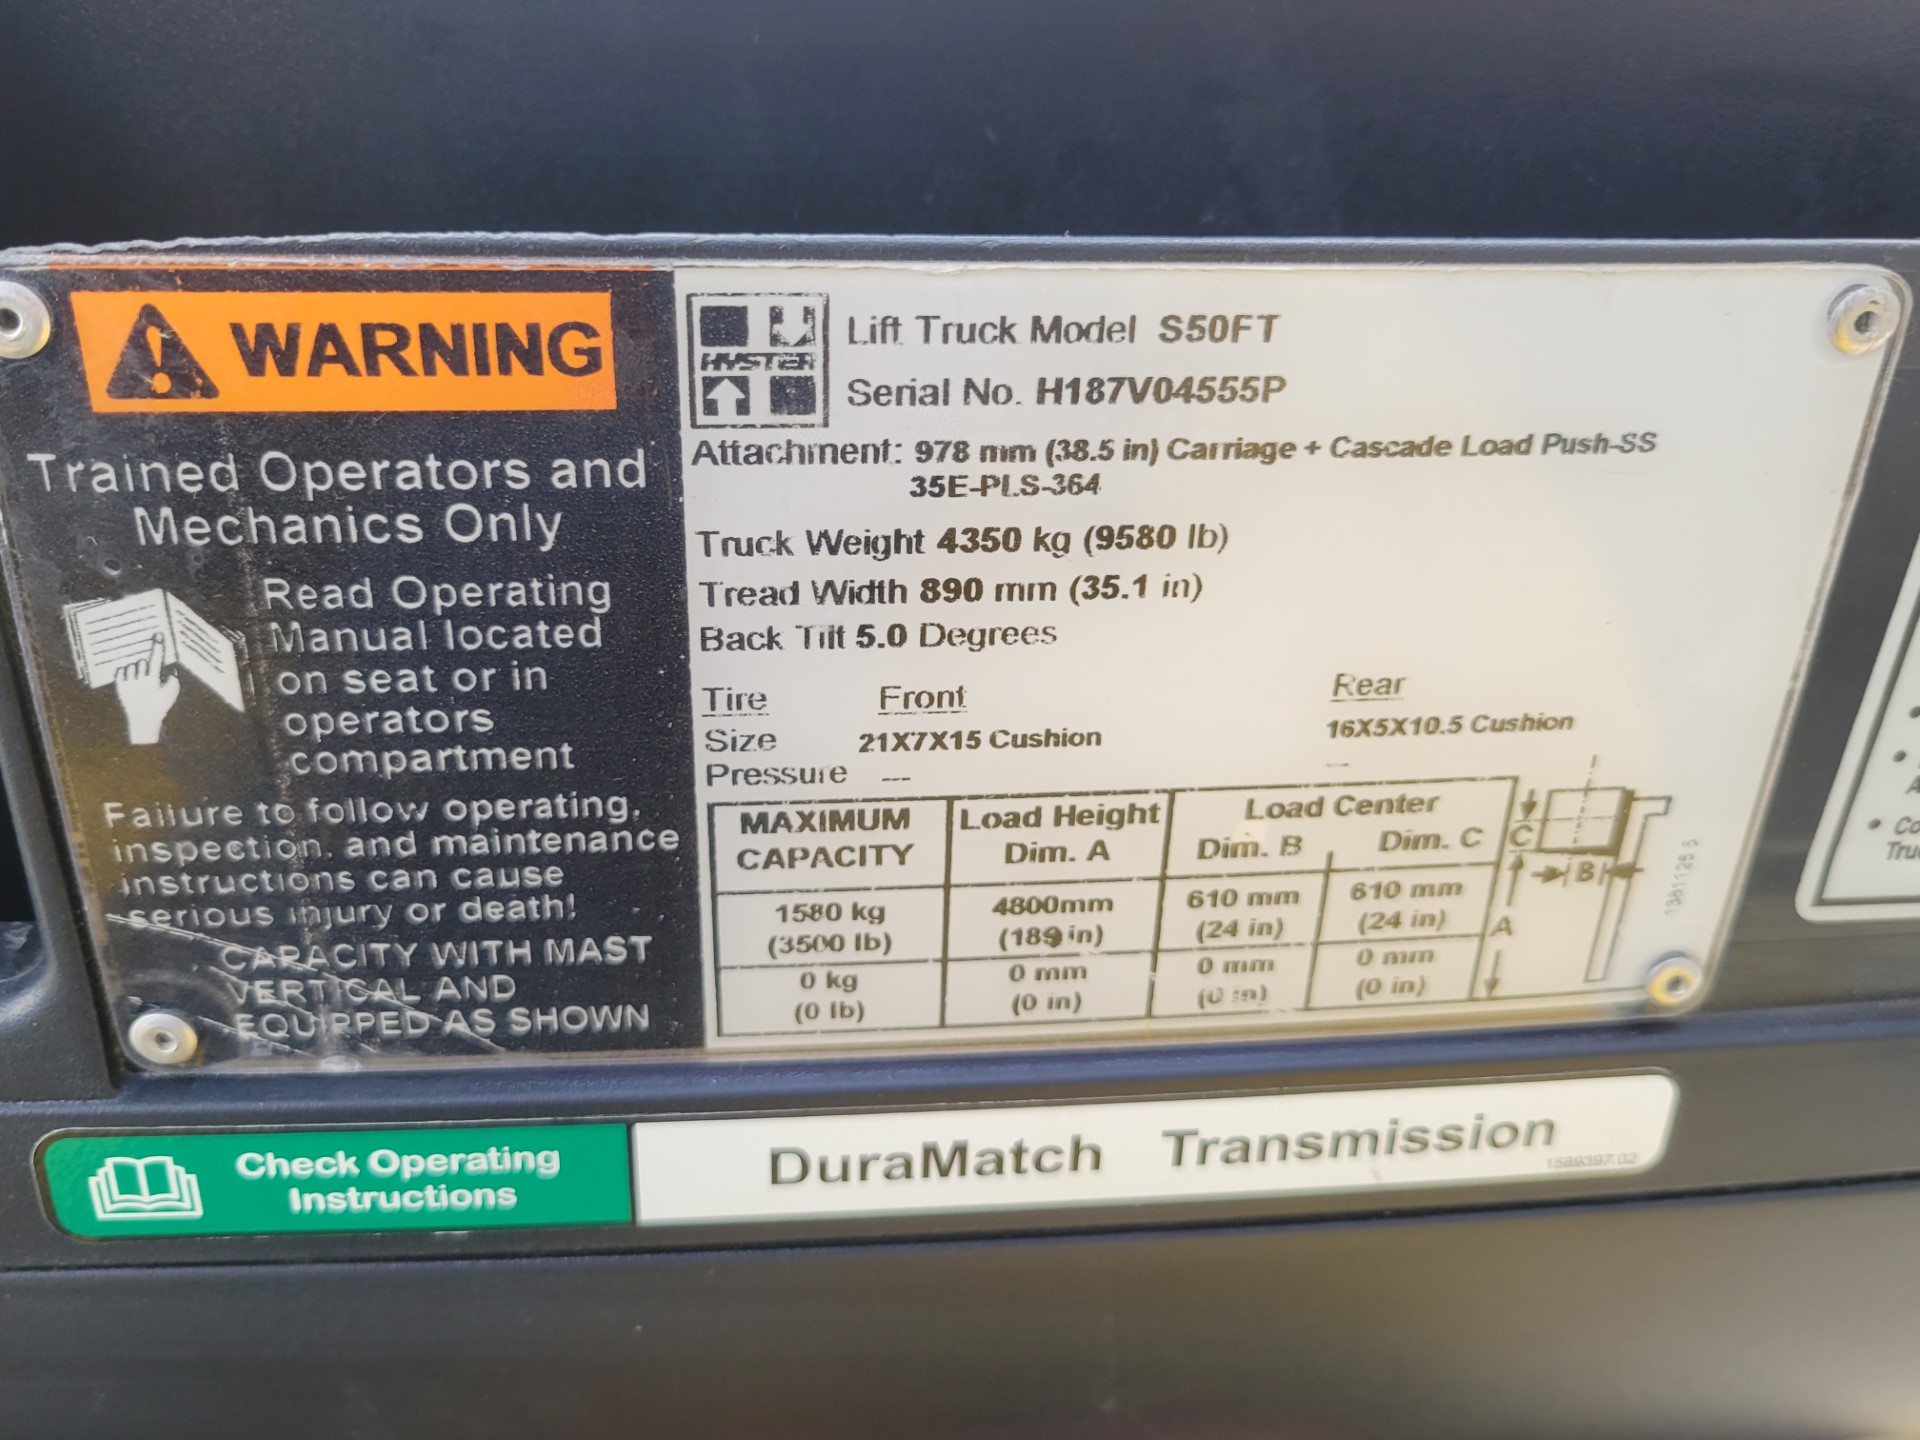 WARNING
Trained Operators and
Mechanics Only
Read Operating
Manual located
on seat or in
operators
compartment
Failure to follow operating,
inspection, and maintenance
instructions can cause
serious injury or death!
CAPACITY WITH MAST
VERTICAL AND
EQUIPPED AS SHOWN
HYSTER
Lift Truck Model S50FT
Serial No. H187V04555P
Attachment: 978 mm (38.5 in) Carriage + Cascade Load Push-SS
35E-PLS-364
Truck Weight 4350 kg (9580 lb)
Tread Width 890 mm (35.1 in)
Back Tilt 5.0 Degrees
Tire Front Rear
Size 21X7X15 Cushion 16X5X10.5 Cushion
Pressure --- ---
MAXIMUM CAPACITY Load Height Dim. A Load Center Dim. B Dim. C
1580 kg 4800mm 610 mm 610 mm
(3500 lb) (189 in) (24 in) (24 in)
0 kg 0 mm 0 mm 0 mm
(0 lb) (0 in) (0 in) (0 in)
C
B
A
Check Operating
Instructions
DuraMatch Transmission
Co
Tru